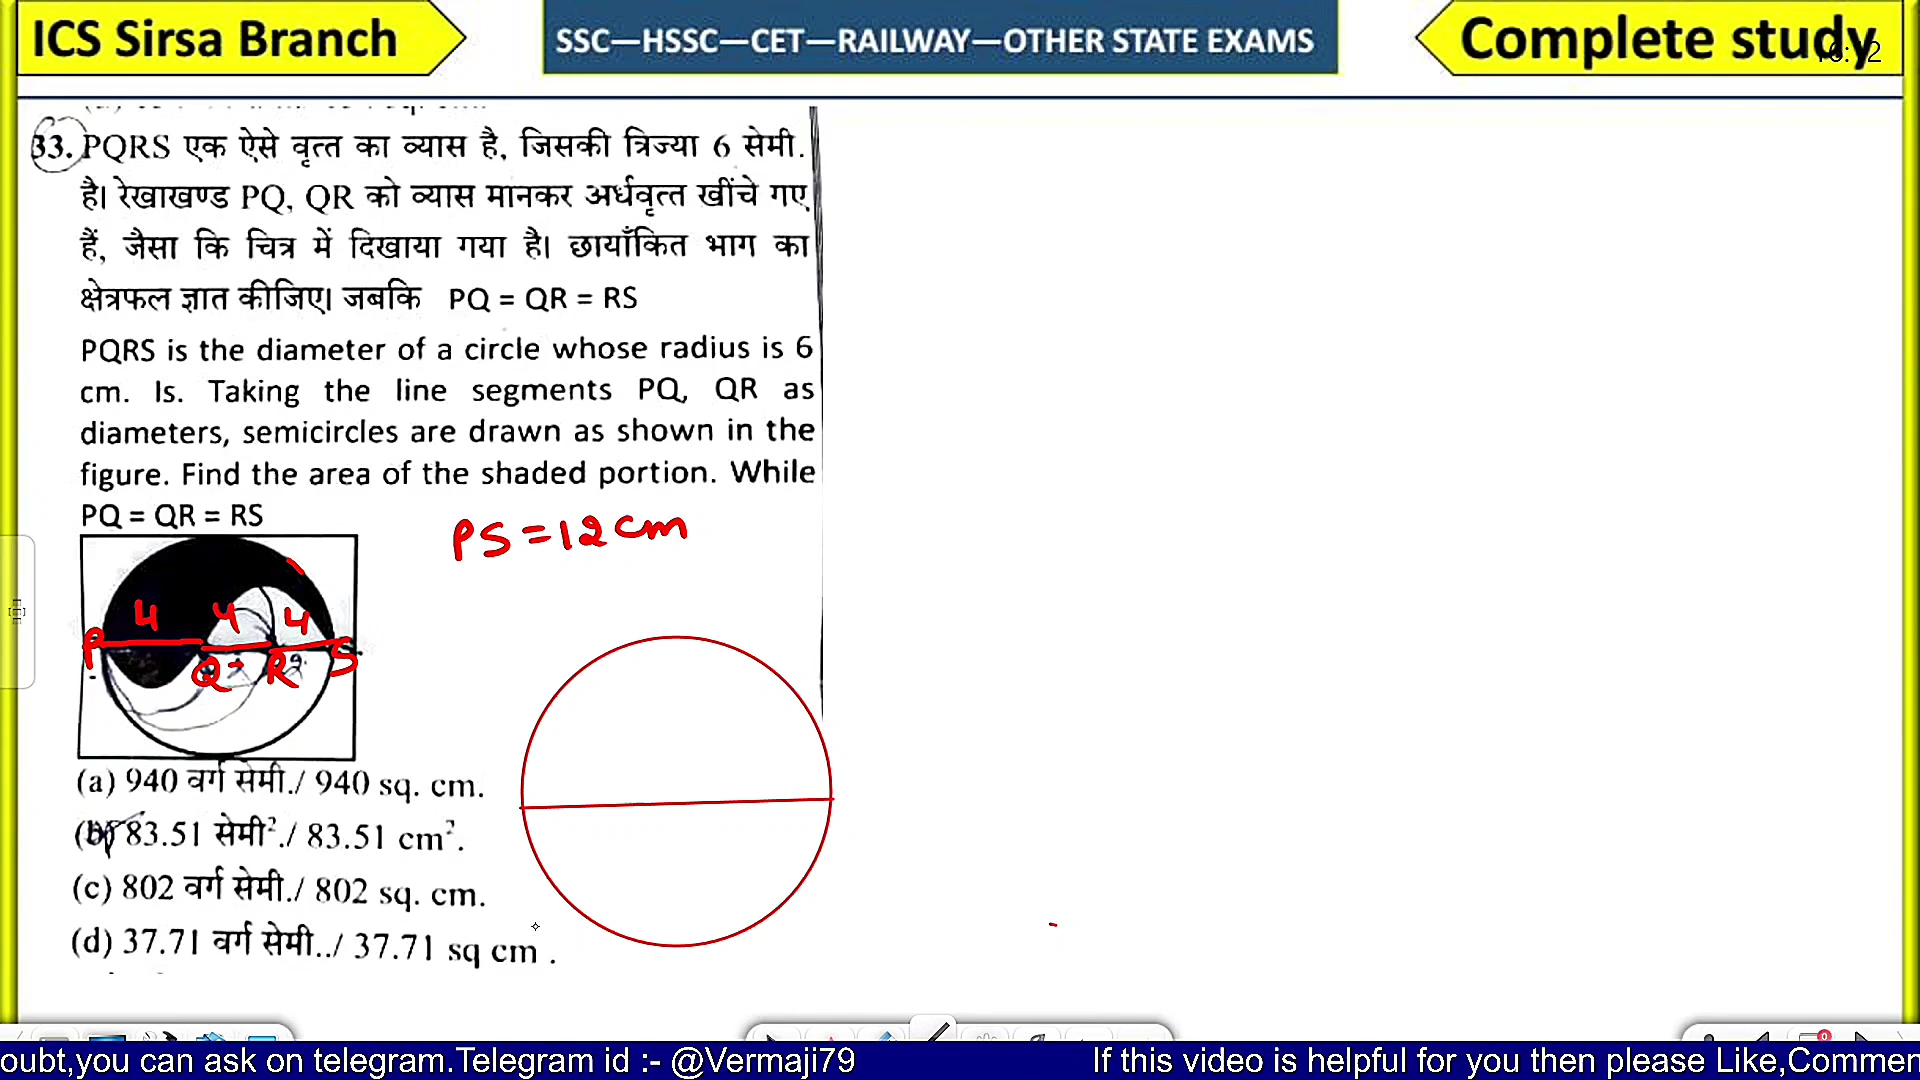 ICS Sirsa Branch
SSC—HSSC—CET—RAILWAY—OTHER STATE EXAMS
Complete study
33. PQRS एक ऐसे वृत्त का व्यास है, जिसकी त्रिज्या 6 सेमी.
है। रेखाखण्ड PQ, QR को व्यास मानकर अर्धवृत्त खींचे गए
हैं, जैसा कि चित्र में दिखाया गया है। छायाँकित भाग का
क्षेत्रफल ज्ञात कीजिए। जबकि PQ = QR = RS
PQRS is the diameter of a circle whose radius is 6
cm. Is. Taking the line segments PQ, QR as
diameters, semicircles are drawn as shown in the
figure. Find the area of the shaded portion. While
PQ = QR = RS
PS = 12 cm
4 4 4
P Q R S
(a) 940 वर्ग सेमी./ 940 sq. cm.
(b) 83.51 सेमी²./ 83.51 cm².
(c) 802 वर्ग सेमी./ 802 sq. cm.
(d) 37.71 वर्ग सेमी../ 37.71 sq cm .
oubt,you can ask on telegram.Telegram id :- @Vermaji79
If this video is helpful for you then please Like,Commen